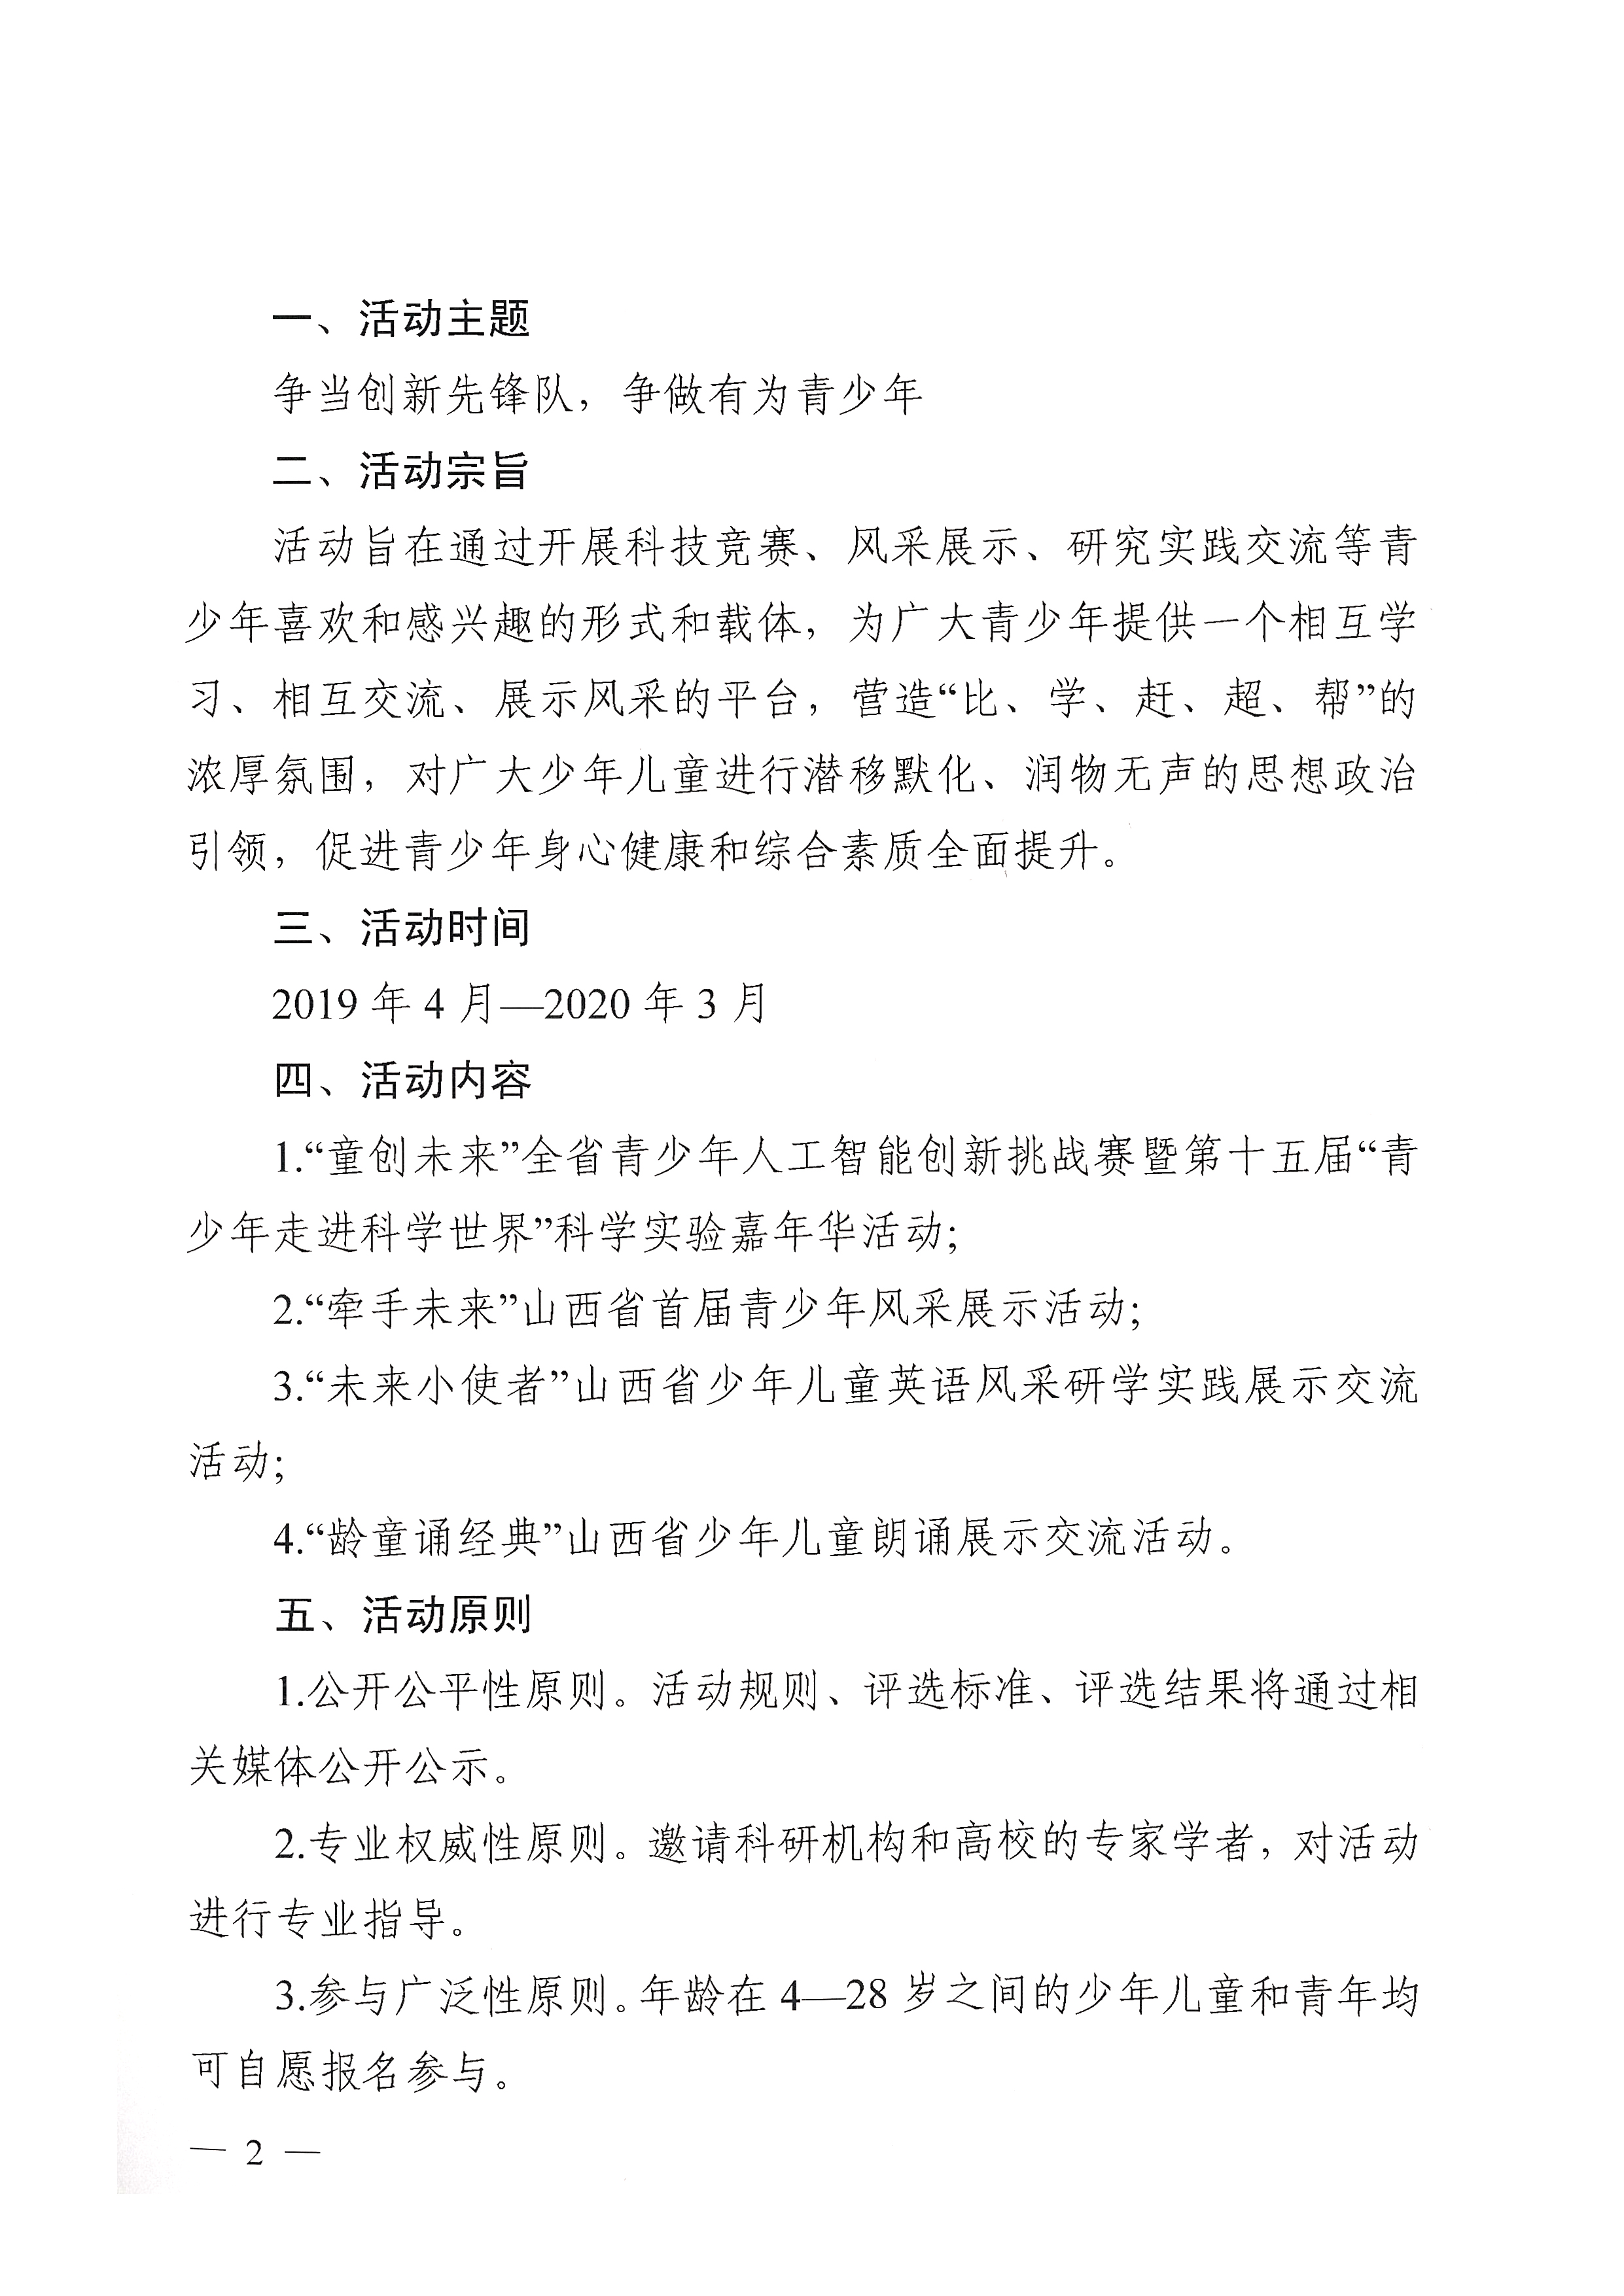 一、活动主题
争当创新先锋队，争做有为青少年
二、活动宗旨
活动旨在通过开展科技竞赛、风采展示、研究实践交流等青
少年喜欢和感兴趣的形式和载体，为广大青少年提供一个相互学
习、相互交流、展示风采的平台，营造“比、学、赶、超、帮”的
浓厚氛围，对广大少年儿童进行潜移默化、润物无声的思想政治
引领，促进青少年身心健康和综合素质全面提升。
三、活动时间
2019 年 4 月—2020 年 3 月
四、活动内容
1.“童创未来”全省青少年人工智能创新挑战赛暨第十五届“青
少年走进科学世界”科学实验嘉年华活动;
2.“牵手未来”山西省首届青少年风采展示活动;
3.“未来小使者”山西省少年儿童英语风采研学实践展示交流
活动;
4.“龄童诵经典”山西省少年儿童朗诵展示交流活动。
五、活动原则
1.公开公平性原则。活动规则、评选标准、评选结果将通过相
关媒体公开公示。
2.专业权威性原则。邀请科研机构和高校的专家学者，对活动
进行专业指导。
3.参与广泛性原则。年龄在 4—28 岁之间的少年儿童和青年均
可自愿报名参与。
— 2 —